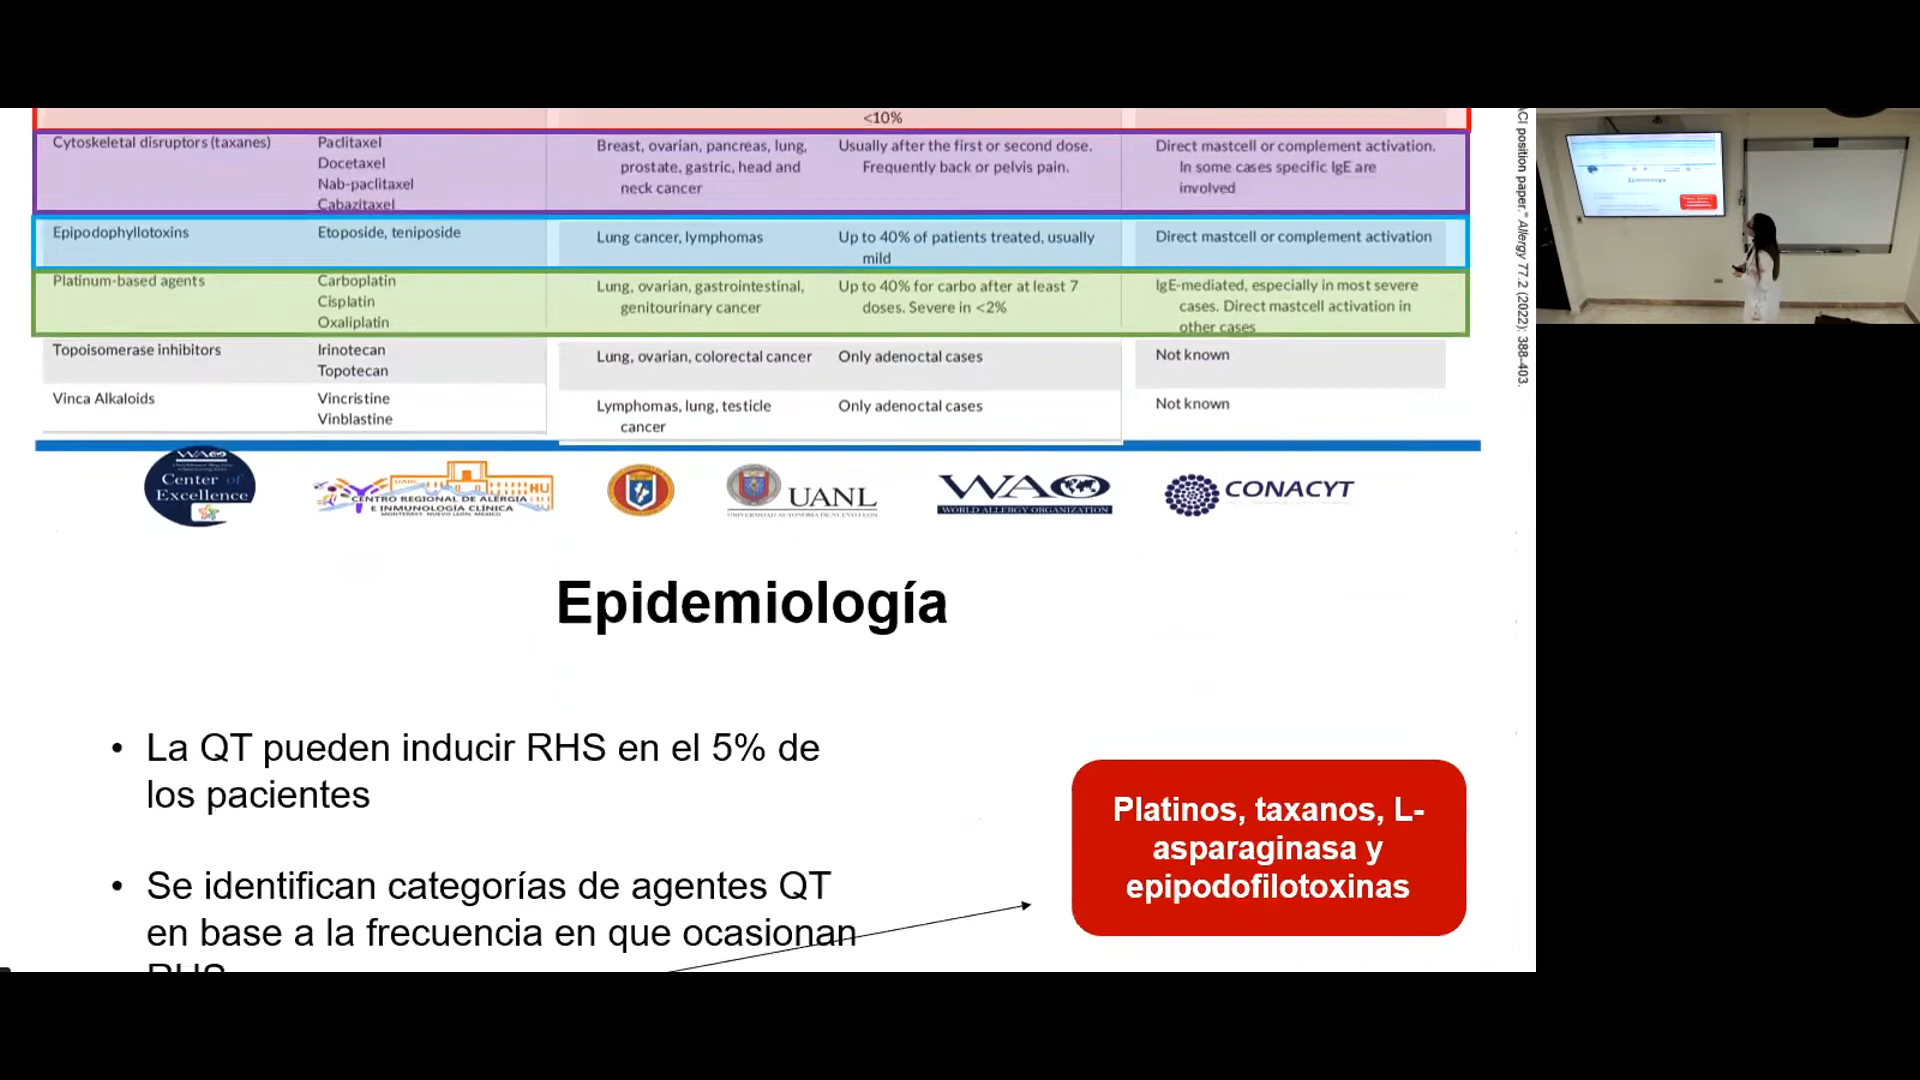 <10%
Cytoskeletal disruptors (taxanes)
Paclitaxel
Docetaxel
Nab-paclitaxel
Cabazitaxel
Breast, ovarian, pancreas, lung,
prostate, gastric, head and
neck cancer
Usually after the first or second dose.
Frequently back or pelvis pain.
Direct mastcell or complement activation.
In some cases specific IgE are
involved
Epipodophyllotoxins
Etoposide, teniposide
Lung cancer, lymphomas
Up to 40% of patients treated, usually
mild
Direct mastcell or complement activation
Platinum-based agents
Carboplatin
Cisplatin
Oxaliplatin
Lung, ovarian, gastrointestinal,
genitourinary cancer
Up to 40% for carbo after at least 7
doses. Severe in <2%
IgE-mediated, especially in most severe
cases. Direct mastcell activation in
other cases
Topoisomerase inhibitors
Irinotecan
Topotecan
Lung, ovarian, colorectal cancer
Only adenoctal cases
Not known
Vinca Alkaloids
Vincristine
Vinblastine
Lymphomas, lung, testicle
cancer
Only adenoctal cases
Not known
ACI position paper." Allergy 77.2 (2022): 388-403.
WAO
Center of
Excellence
UANL
HU
CENTRO REGIONAL DE ALERGIA
E INMUNOLOGÍA CLÍNICA
MONTERREY, NUEVO LEÓN, MÉXICO
UANL
UNIVERSIDAD AUTÓNOMA DE NUEVO LEÓN
WAO
WORLD ALLERGY ORGANIZATION
CONACYT
Epidemiología
• La QT pueden inducir RHS en el 5% de
los pacientes
• Se identifican categorías de agentes QT
en base a la frecuencia en que ocasionan
RHS
Platinos, taxanos, L-
asparaginasa y
epipodofilotoxinas
Epidemiología